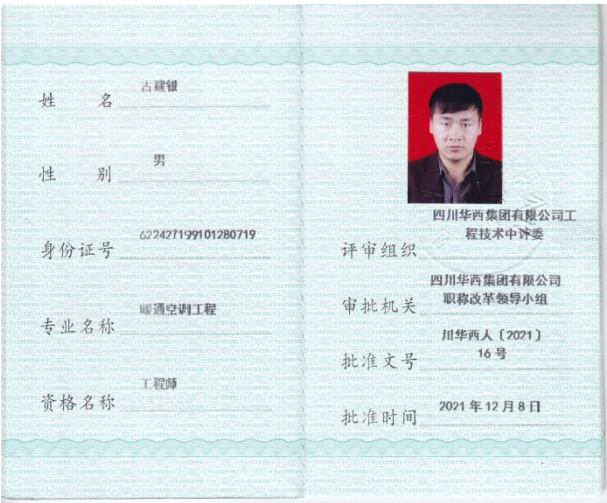 姓 名 古建银
性 别 男
身份证号 622427199101280719
专业名称 暖通空调工程
资格名称 工程师
四川华西集团有限公司工
评审组织 程技术中评委
四川华西集团有限公司
审批机关 职称改革领导小组
川华西人〔2021〕
批准文号 16 号
批准时间 2021 年 12 月 8 日